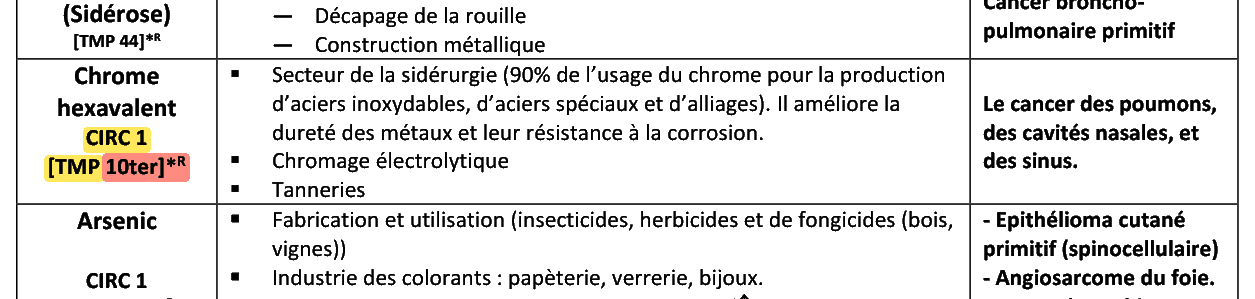 (Sidérose)
[TMP 44]*R
— Décapage de la rouille
— Construction métallique
Cancer broncho-
pulmonaire primitif
Chrome
hexavalent
CIRC 1
[TMP 10ter]*R
▪ Secteur de la sidérurgie (90% de l’usage du chrome pour la production
d’aciers inoxydables, d’aciers spéciaux et d’alliages). Il améliore la
dureté des métaux et leur résistance à la corrosion.
▪ Chromage électrolytique
▪ Tanneries
Le cancer des poumons,
des cavités nasales, et
des sinus.
Arsenic
CIRC 1
▪ Fabrication et utilisation (insecticides, herbicides et de fongicides (bois,
vignes))
▪ Industrie des colorants : papèterie, verrerie, bijoux.
- Epithélioma cutané
primitif (spinocellulaire)
- Angiosarcome du foie.